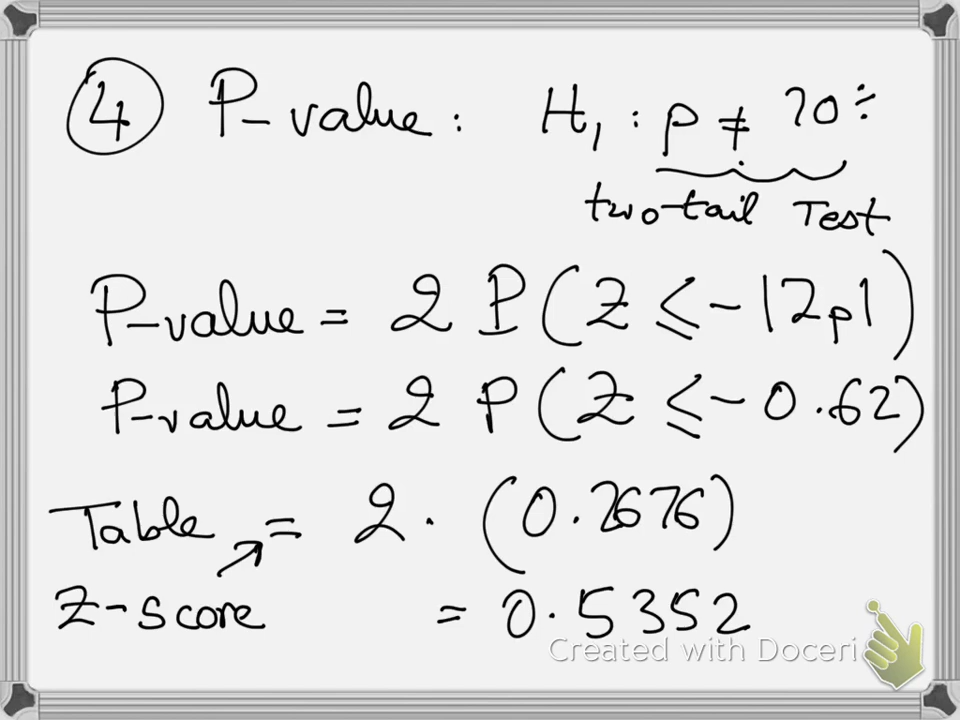 ④ P-value : H₁ : p ≠ 70%
two-tail Test
P-value = 2 P(Z ≤ -|Zp|)
P-value = 2 P(Z ≤ -0.62)
Table = 2 . (0.2676)
Z-score = 0.5352
Created with Doceri